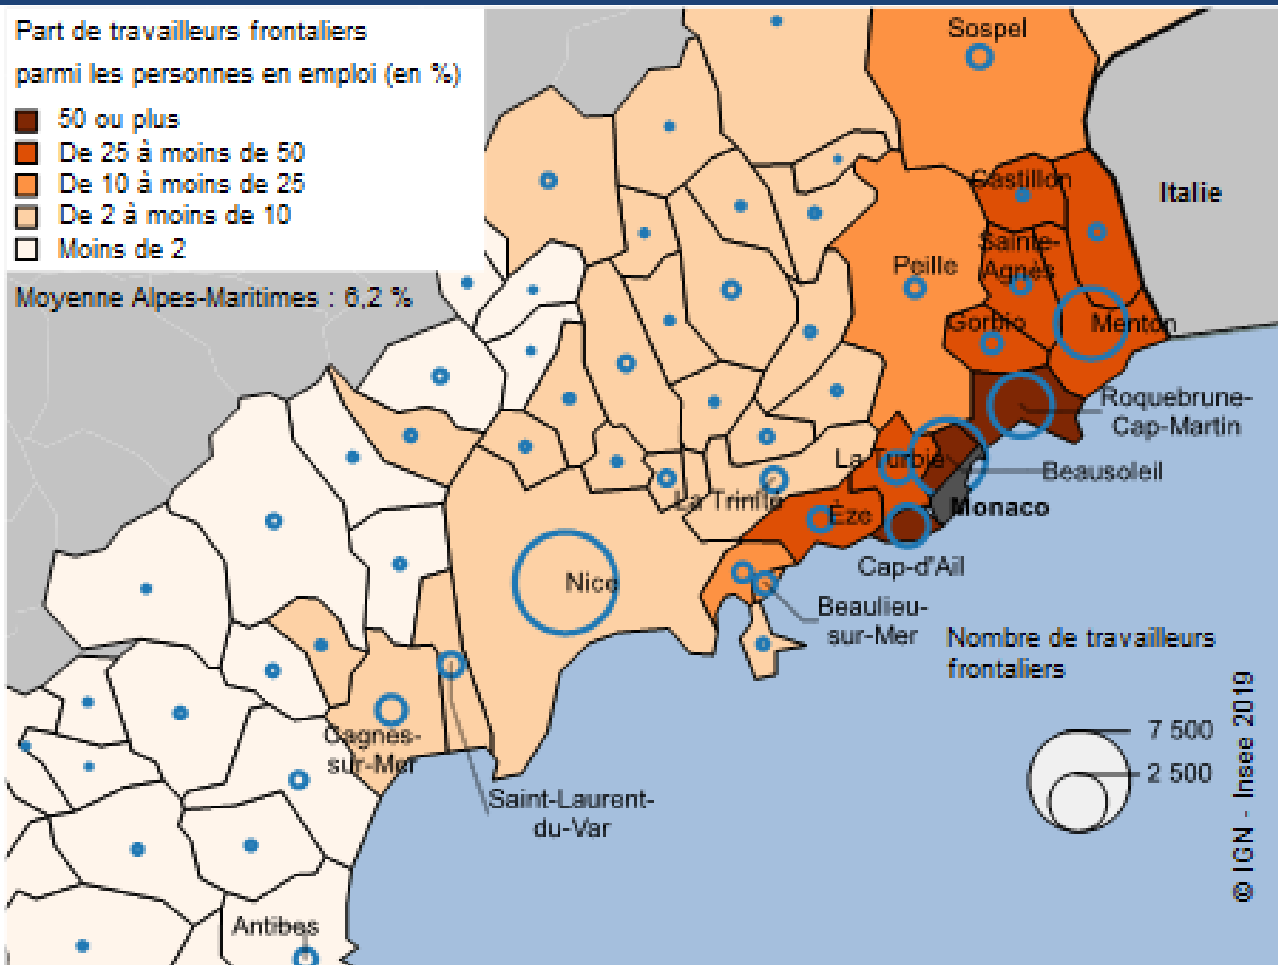 Part de travailleurs frontaliers
parmi les personnes en emploi (en %)
50 ou plus
De 25 à moins de 50
De 10 à moins de 25
De 2 à moins de 10
Moins de 2
Moyenne Alpes-Maritimes : 6,2 %
Sospel
Castillon
Italie
Sainte-
Agnès
Peille
Gorbio
Menton
Roquebrune-
Cap-Martin
La Turbie
Beausoleil
La Trinité
Èze
Monaco
Cap-d'Ail
Nice
Beaulieu-
sur-Mer
Cagnes-
sur-Mer
Saint-Laurent-
du-Var
Antibes
Nombre de travailleurs
frontaliers
7 500
2 500
© IGN - Insee 2019